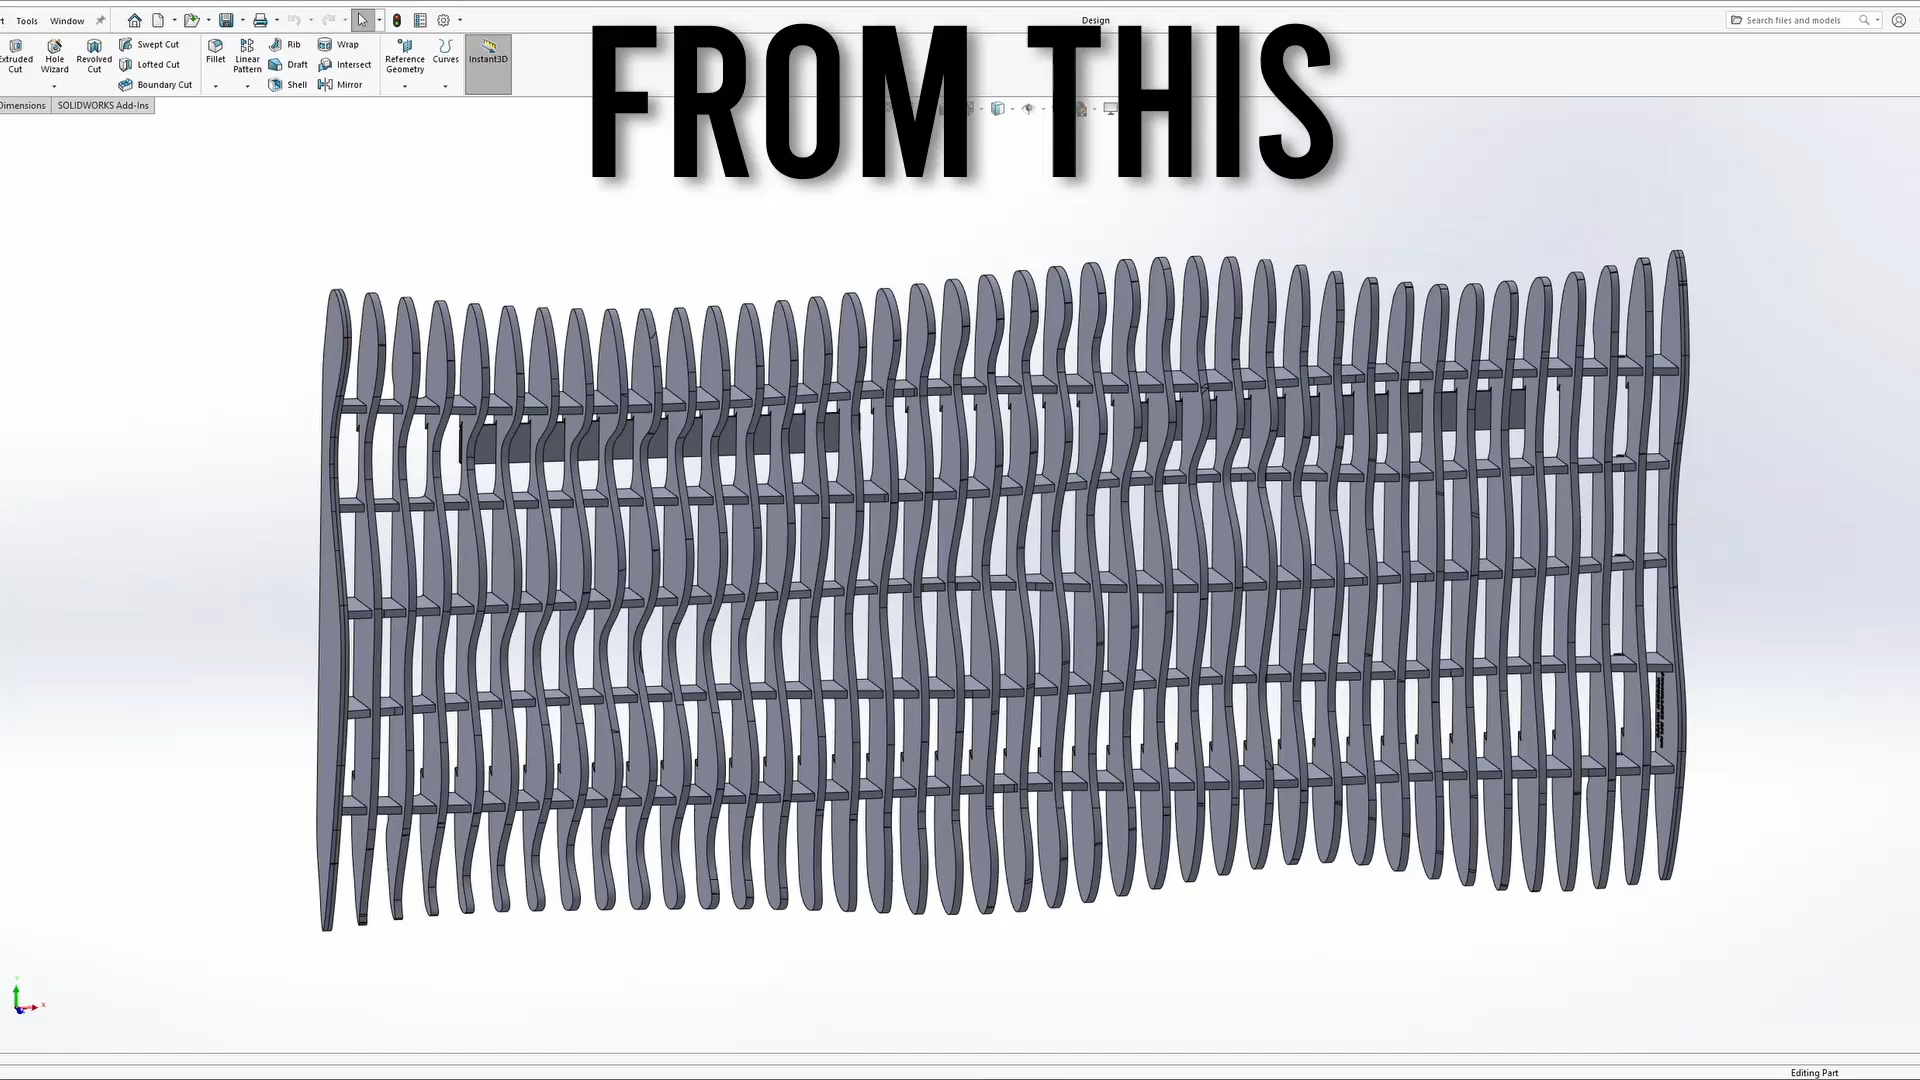 rt Tools Window
Design
Search files and models
Extruded Cut
Hole Wizard
Revolved Cut
Swept Cut
Lofted Cut
Boundary Cut
Fillet
Linear Pattern
Rib
Draft
Shell
Wrap
Intersect
Mirror
Reference Geometry
Curves
Instant3D
Dimensions
SOLIDWORKS Add-Ins
FROM THIS
Y
X
Editing Part